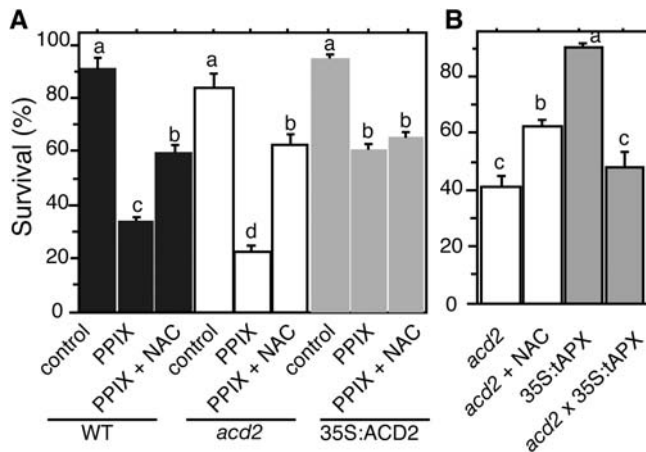 A
B
Survival (%)
100
80
60
40
20
0
a
c
b
a
d
b
a
b
b
control
PPIX
PPIX + NAC
control
PPIX
PPIX + NAC
control
PPIX
PPIX + NAC
WT
acd2
35S:ACD2
80
60
40
20
0
c
b
a
c
acd2
acd2 + NAC
35S:tAPX
acd2 x 35S:tAPX